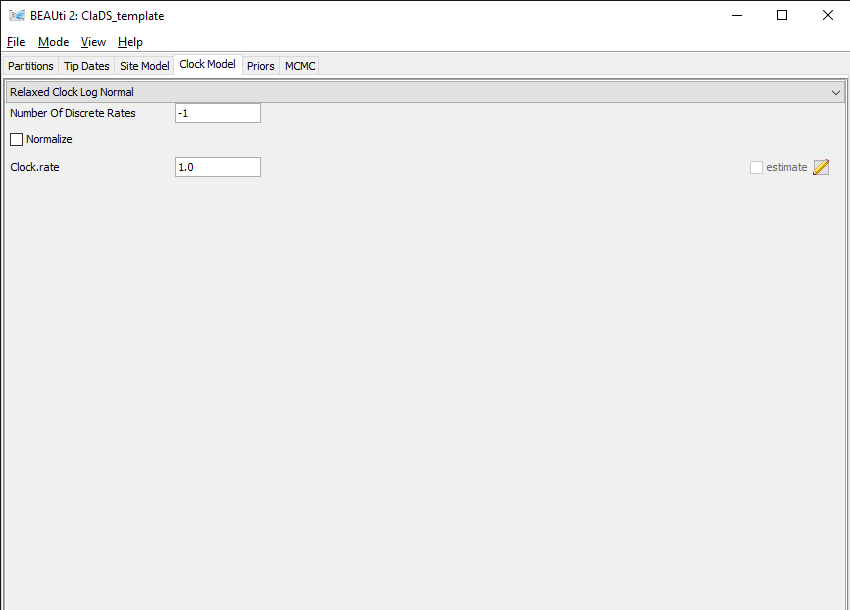 BEAUti 2: ClaDS_template
File Mode View Help
Partitions Tip Dates Site Model Clock Model Priors MCMC
Relaxed Clock Log Normal
Number Of Discrete Rates -1
Normalize
Clock.rate 1.0 estimate